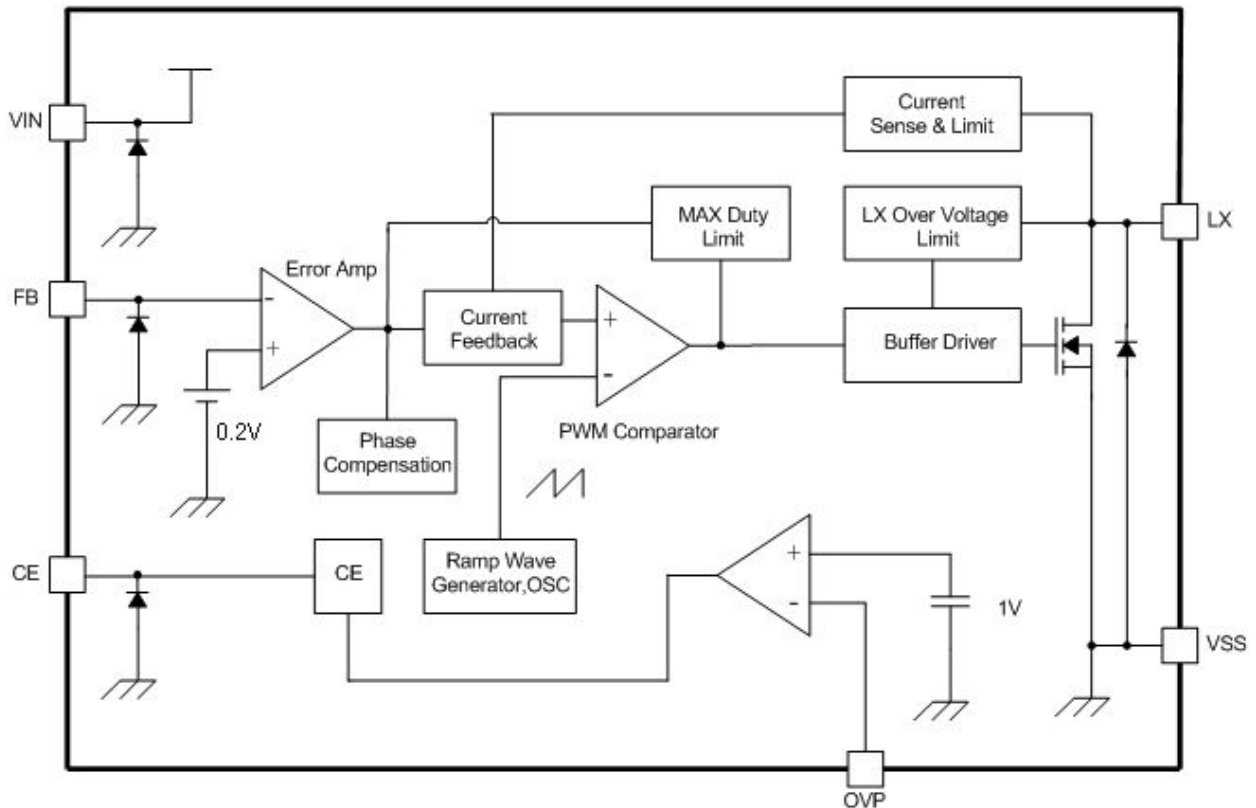 VIN
Current
Sense & Limit
MAX Duty
Limit
LX Over Voltage
Limit
LX
FB
Error Amp
-
+
Current
Feedback
+
-
Buffer Driver
0.2V
Phase
Compensation
PWM Comparator
CE
CE
Ramp Wave
Generator,OSC
+
-
1V
VSS
OVP